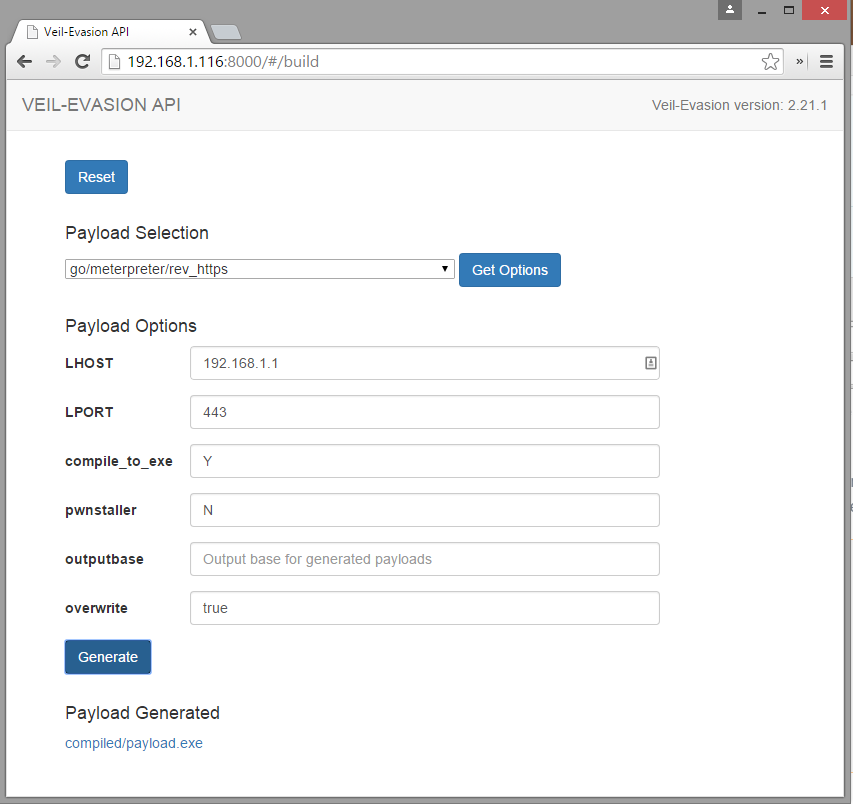 Veil-Evasion API
192.168.1.116:8000/#/build
VEIL-EVASION API
Veil-Evasion version: 2.21.1
Reset
Payload Selection
go/meterpreter/rev_https
Get Options
Payload Options
LHOST 192.168.1.1
LPORT 443
compile_to_exe Y
pwnstaller N
outputbase Output base for generated payloads
overwrite true
Generate
Payload Generated
compiled/payload.exe